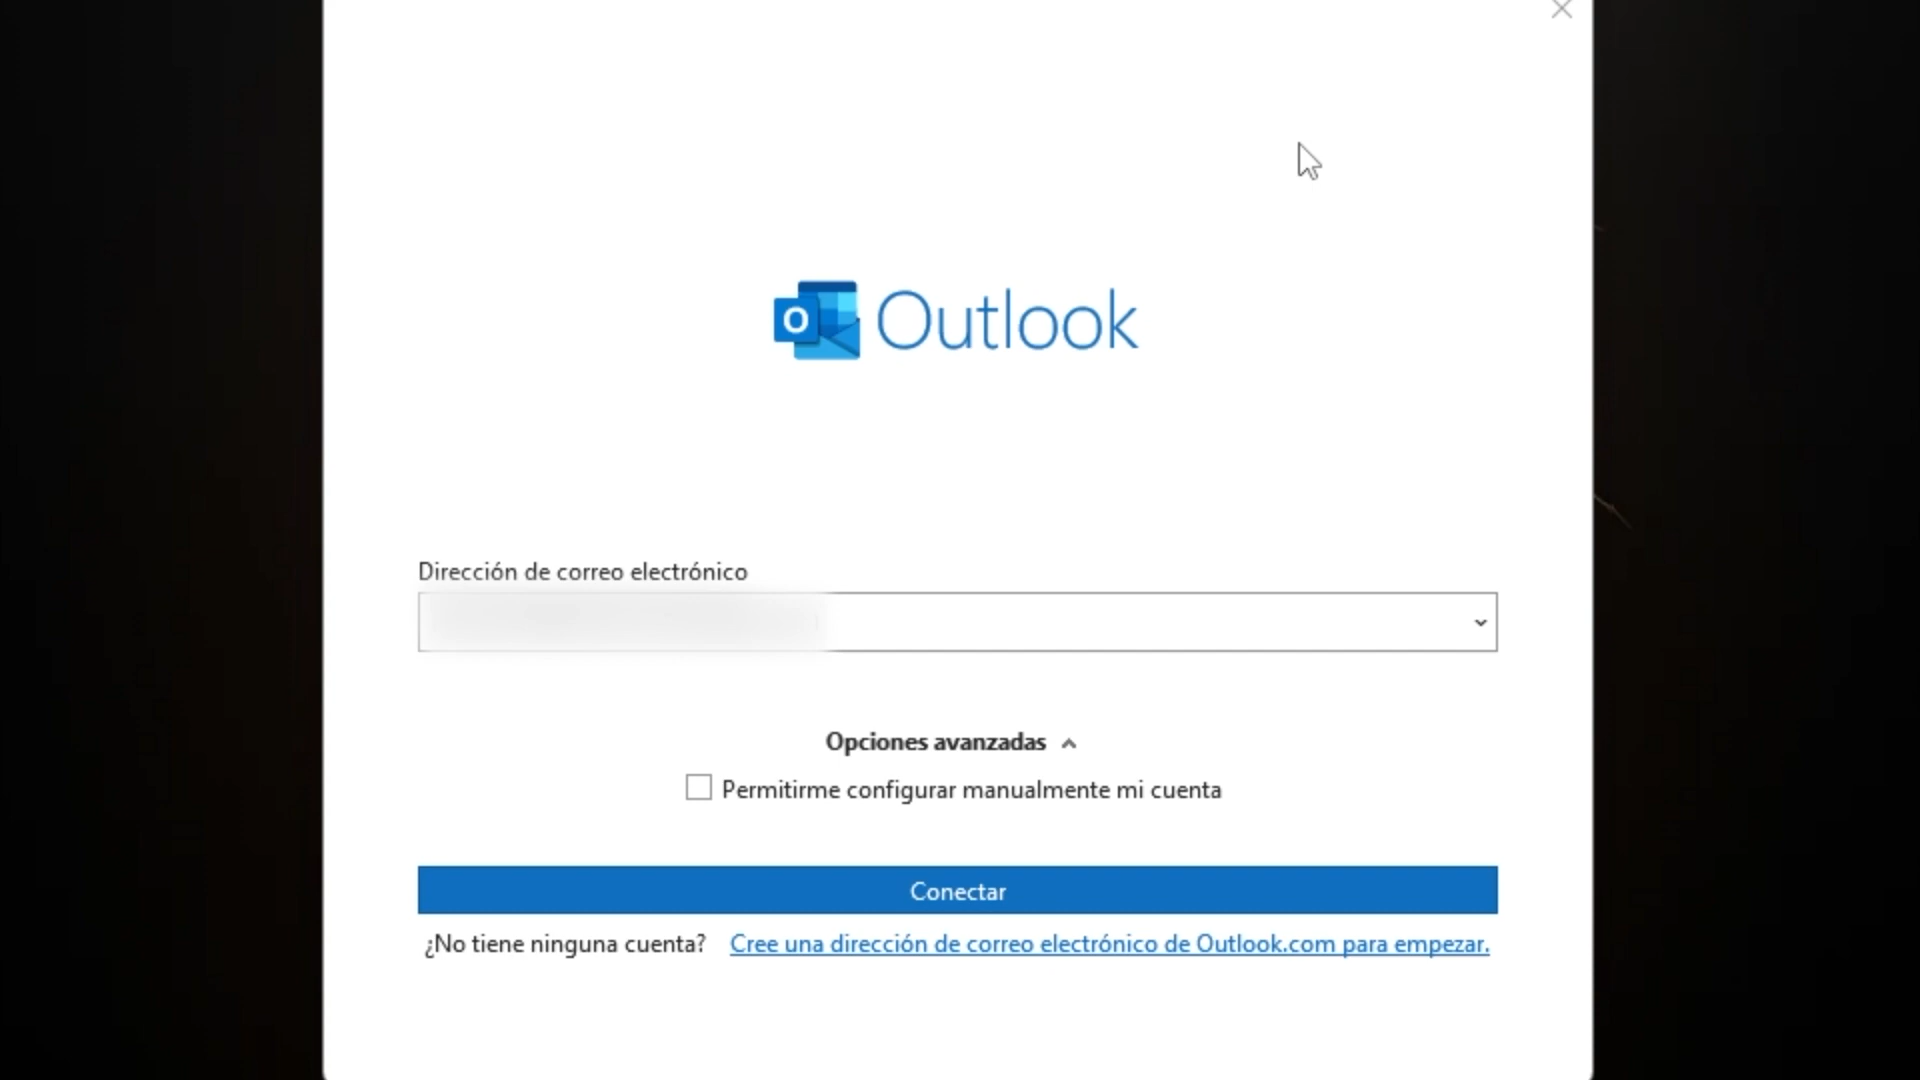 Outlook
Dirección de correo electrónico
Opciones avanzadas
Permitirme configurar manualmente mi cuenta
Conectar
¿No tiene ninguna cuenta? Cree una dirección de correo electrónico de Outlook.com para empezar.